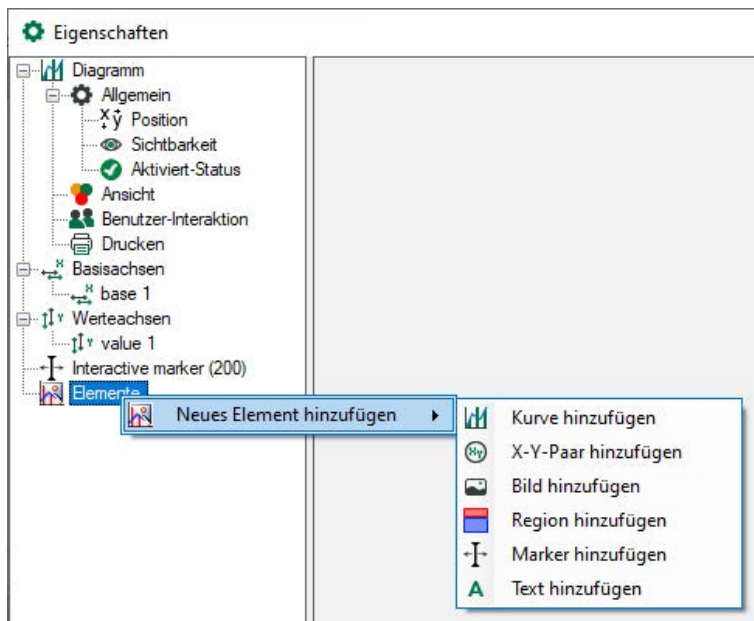 Eigenschaften
Diagramm
Allgemein
Position
Sichtbarkeit
Aktiviert-Status
Ansicht
Benutzer-Interaktion
Drucken
Basisachsen
base 1
Werteachsen
value 1
Interactive marker (200)
Elemente
Neues Element hinzufügen
Kurve hinzufügen
X-Y-Paar hinzufügen
Bild hinzufügen
Region hinzufügen
Marker hinzufügen
Text hinzufügen